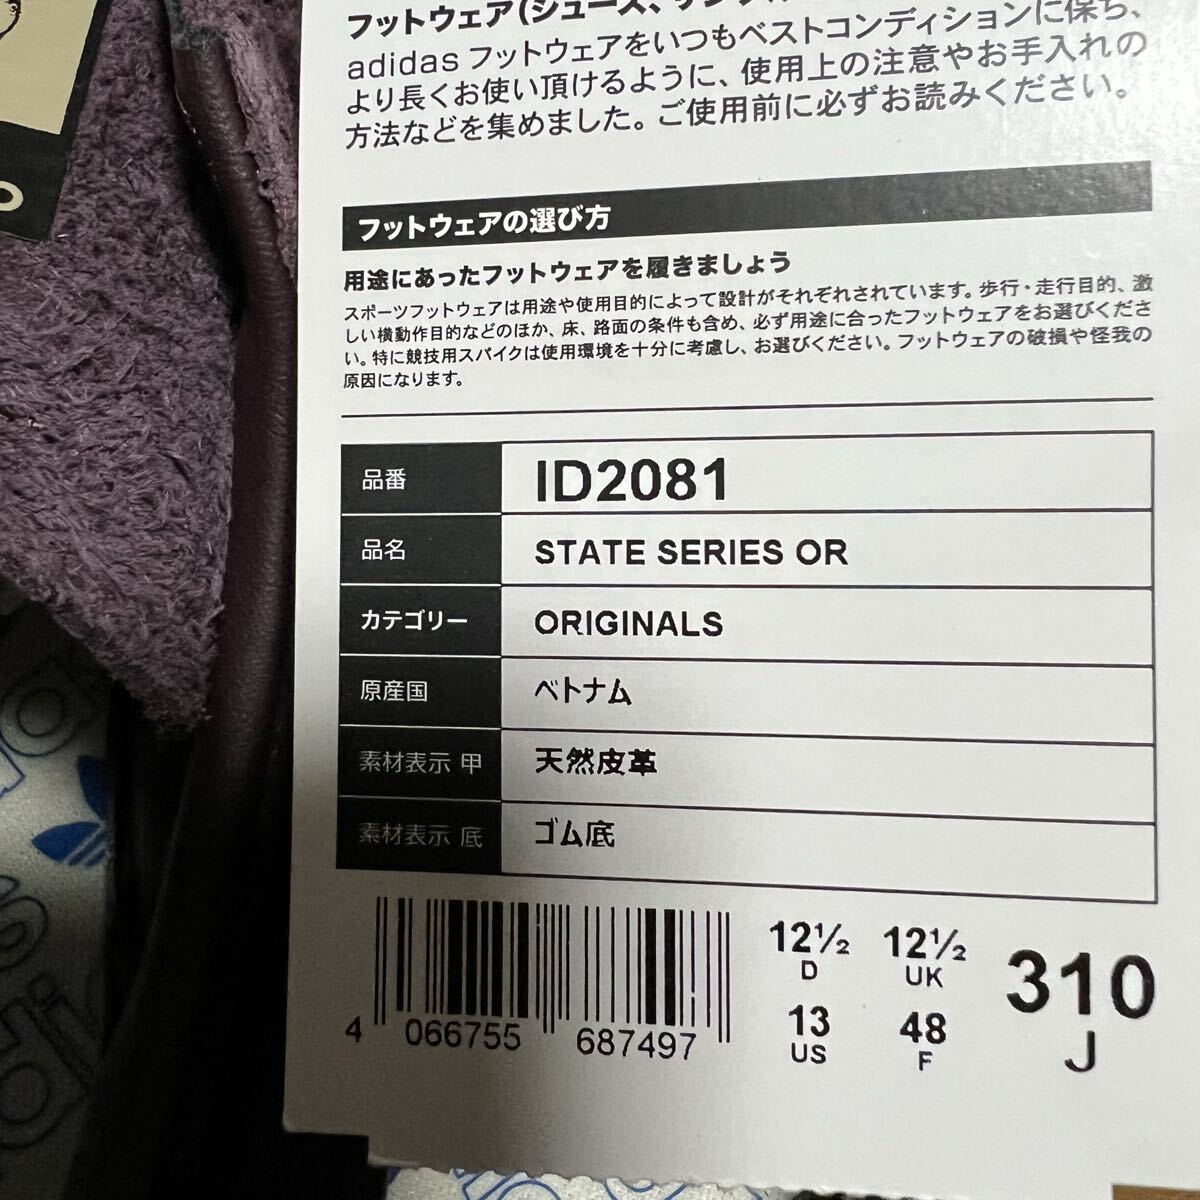 フットウェア(シューズ、サンダル
adidas フットウェアをいつもベストコンディションに保ち、
より長くお使い頂けるように、使用上の注意やお手入れの
方法などを集めました。ご使用前に必ずお読みください。
フットウェアの選び方
用途にあったフットウェアを履きましょう
スポーツフットウェアは用途や使用目的によって設計がそれぞれされています。歩行・走行目的、激
しい横動作目的などのほか、床、路面の条件も含め、必ず用途に合ったフットウェアをお選びくださ
い。特に競技用スパイクは使用環境を十分に考慮し、お選びください。フットウェアの破損や怪我の
原因になります。
品番 ID2081
品名 STATE SERIES OR
カテゴリー ORIGINALS
原産国 ベトナム
素材表示 甲 天然皮革
素材表示 底 ゴム底
12½ D 12½ UK 310 J
13 US 48 F
4 066755 687497